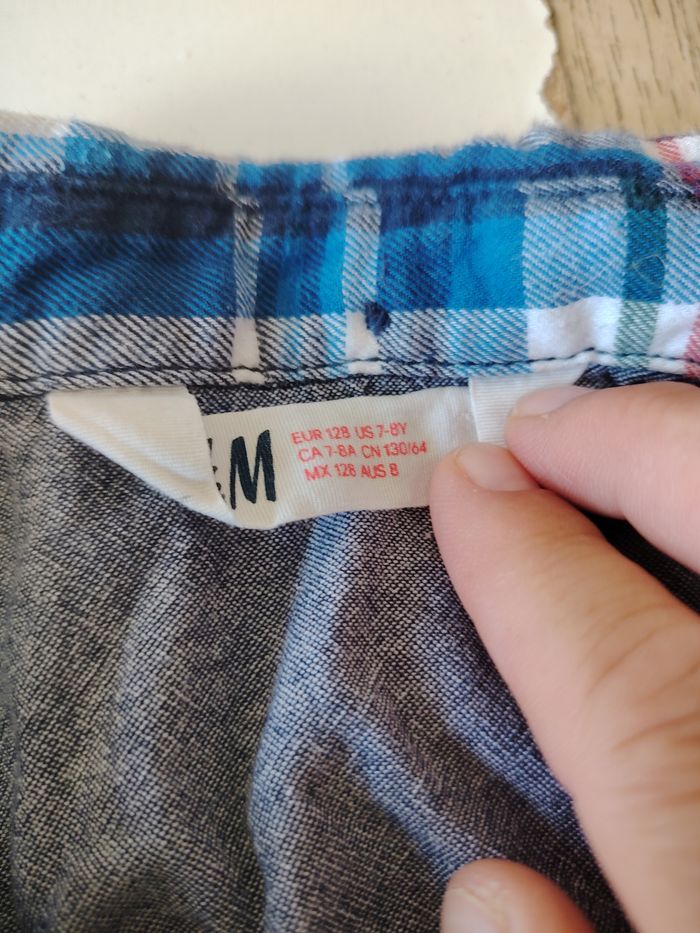 M
EUR 128 US 7-8Y
CA 7-8A CN 130/64
MX 128 AUS 8